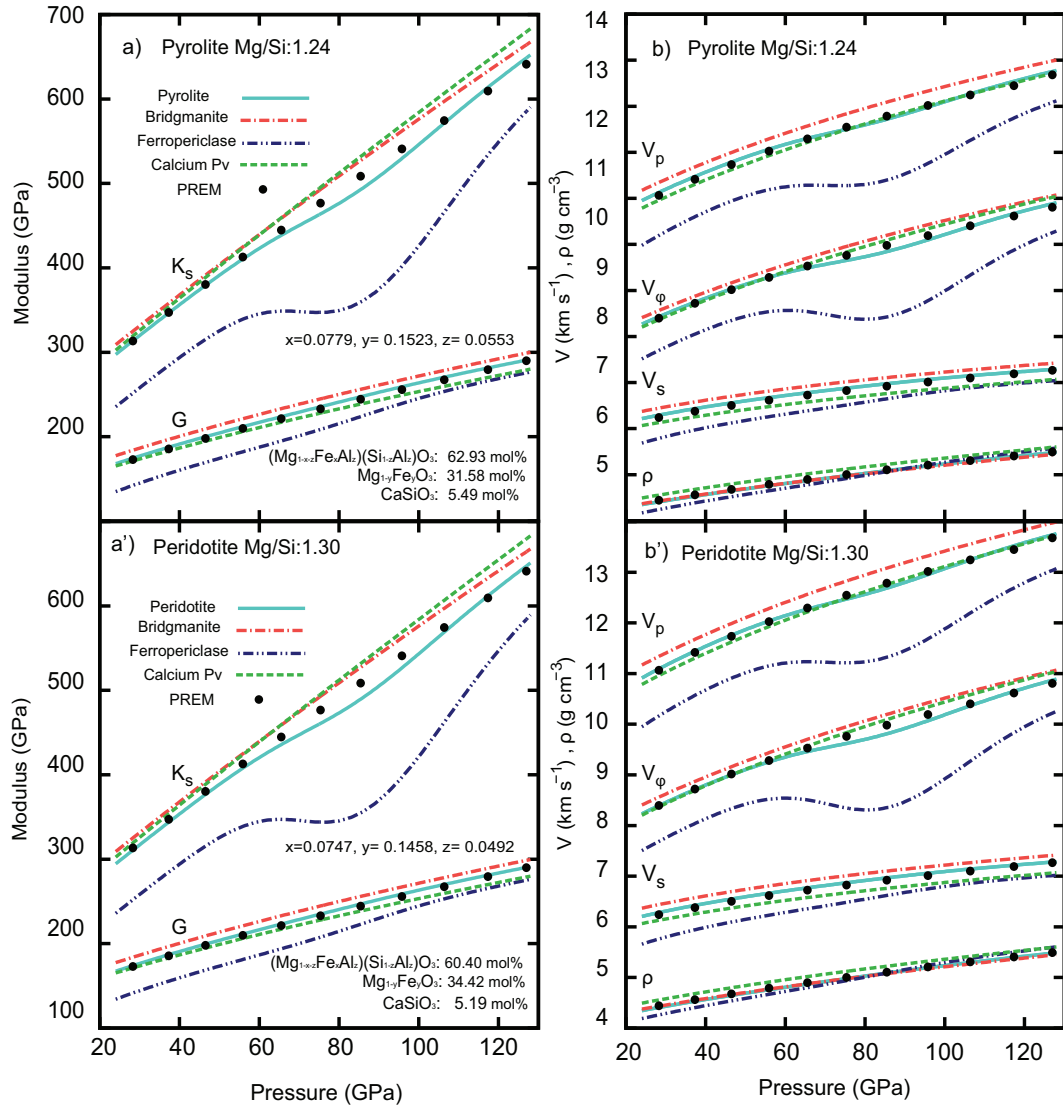 a) Pyrolite Mg/Si:1.24
700
600
500
400
300
200
Modulus (GPa)
Pyrolite
Bridgmanite
Ferropericlase
Calcium Pv
PREM
Ks
x=0.0779, y= 0.1523, z= 0.0553
G
(Mg1-x-zFexAlz)(Si1-zAlz)O3: 62.93 mol%
Mg1-yFeyO3: 31.58 mol%
CaSiO3: 5.49 mol%
b) Pyrolite Mg/Si:1.24
14
13
12
11
10
9
8
7
6
5
V (km s−1) , ρ (g cm−3)
Vp
Vφ
Vs
ρ
a') Peridotite Mg/Si:1.30
600
500
400
300
200
100
Modulus (GPa)
Peridotite
Bridgmanite
Ferropericlase
Calcium Pv
PREM
Ks
x=0.0747, y= 0.1458, z= 0.0492
G
(Mg1-x-zFexAlz)(Si1-zAlz)O3: 60.40 mol%
Mg1-yFeyO3: 34.42 mol%
CaSiO3: 5.19 mol%
20 40 60 80 100 120
Pressure (GPa)
b') Peridotite Mg/Si:1.30
13
12
11
10
9
8
7
6
5
4
V (km s−1) , ρ (g cm−3)
Vp
Vφ
Vs
ρ
20 40 60 80 100 120
Pressure (GPa)